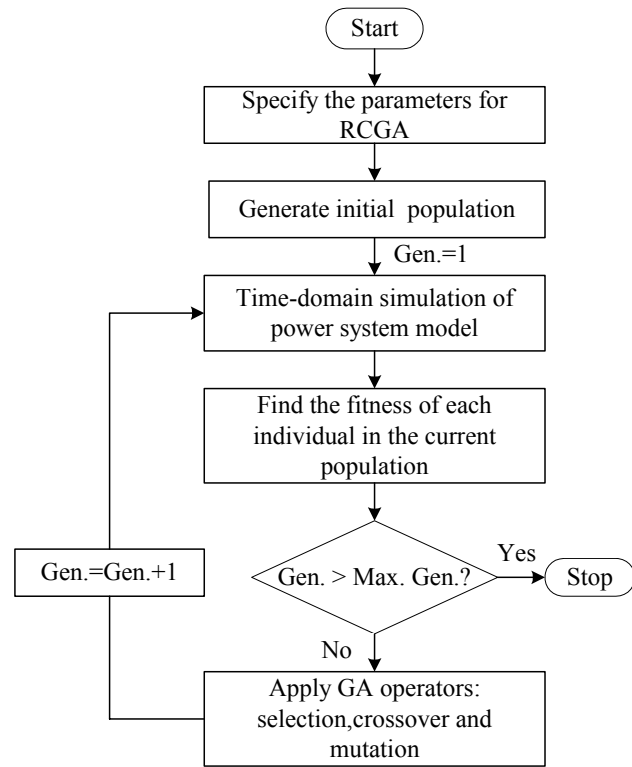 Start
Specify the parameters for
RCGA
Generate initial population
Gen.=1
Time-domain simulation of
power system model
Find the fitness of each
individual in the current
population
Gen.=Gen.+1
Gen. > Max. Gen.?
Yes
Stop
No
Apply GA operators:
selection,crossover and
mutation